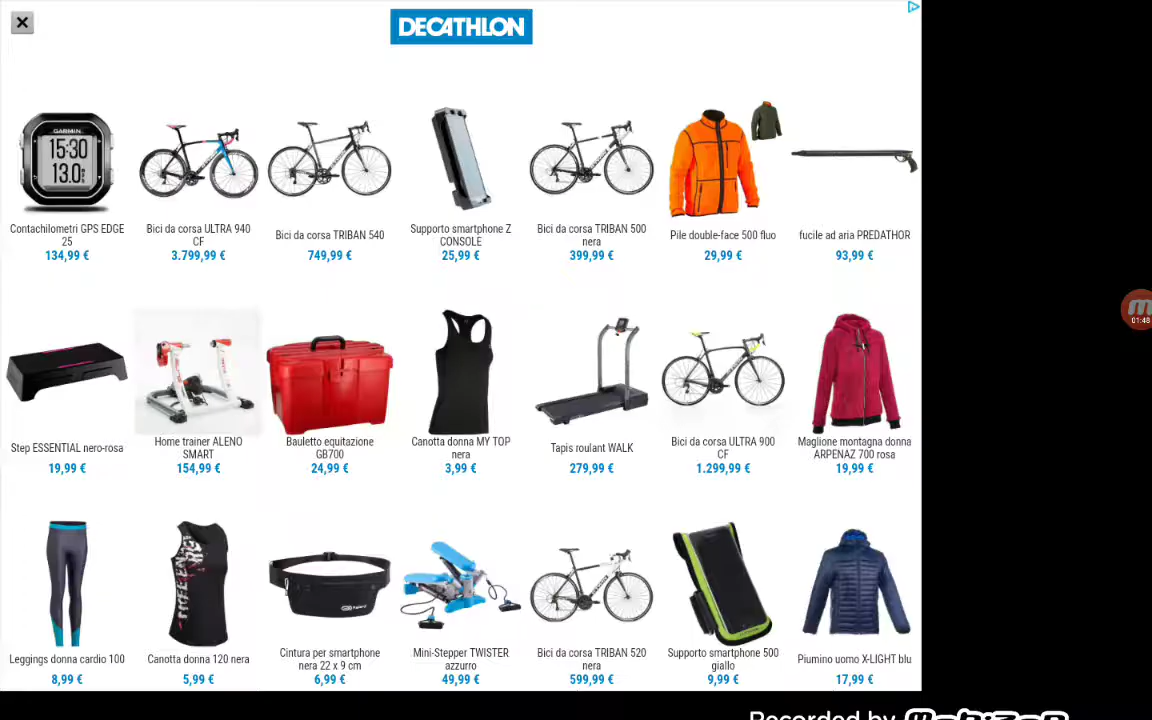 DECATHLON
GARMIN
15:30
13.0
Contachilometri GPS EDGE
25
134,99 €
Bici da corsa ULTRA 940
CF
3.799,99 €
Bici da corsa TRIBAN 540
749,99 €
Supporto smartphone Z
CONSOLE
25,99 €
Bici da corsa TRIBAN 500
nera
399,99 €
Pile double-face 500 fluo
29,99 €
fucile ad aria PREDATHOR
93,99 €
01:48
Step ESSENTIAL nero-rosa
19,99 €
Home trainer ALENO
SMART
154,99 €
Bauletto equitazione
GB700
24,99 €
Canotta donna MY TOP
nera
3,99 €
Tapis roulant WALK
279,99 €
Bici da corsa ULTRA 900
CF
1.299,99 €
Maglione montagna donna
ARPENAZ 700 rosa
19,99 €
Leggings donna cardio 100
8,99 €
Canotta donna 120 nera
5,99 €
Cintura per smartphone
nera 22 x 9 cm
6,99 €
Mini-Stepper TWISTER
azzurro
49,99 €
Bici da corsa TRIBAN 520
nera
599,99 €
Supporto smartphone 500
giallo
9,99 €
Piumino uomo X-LIGHT blu
17,99 €
Recorded by